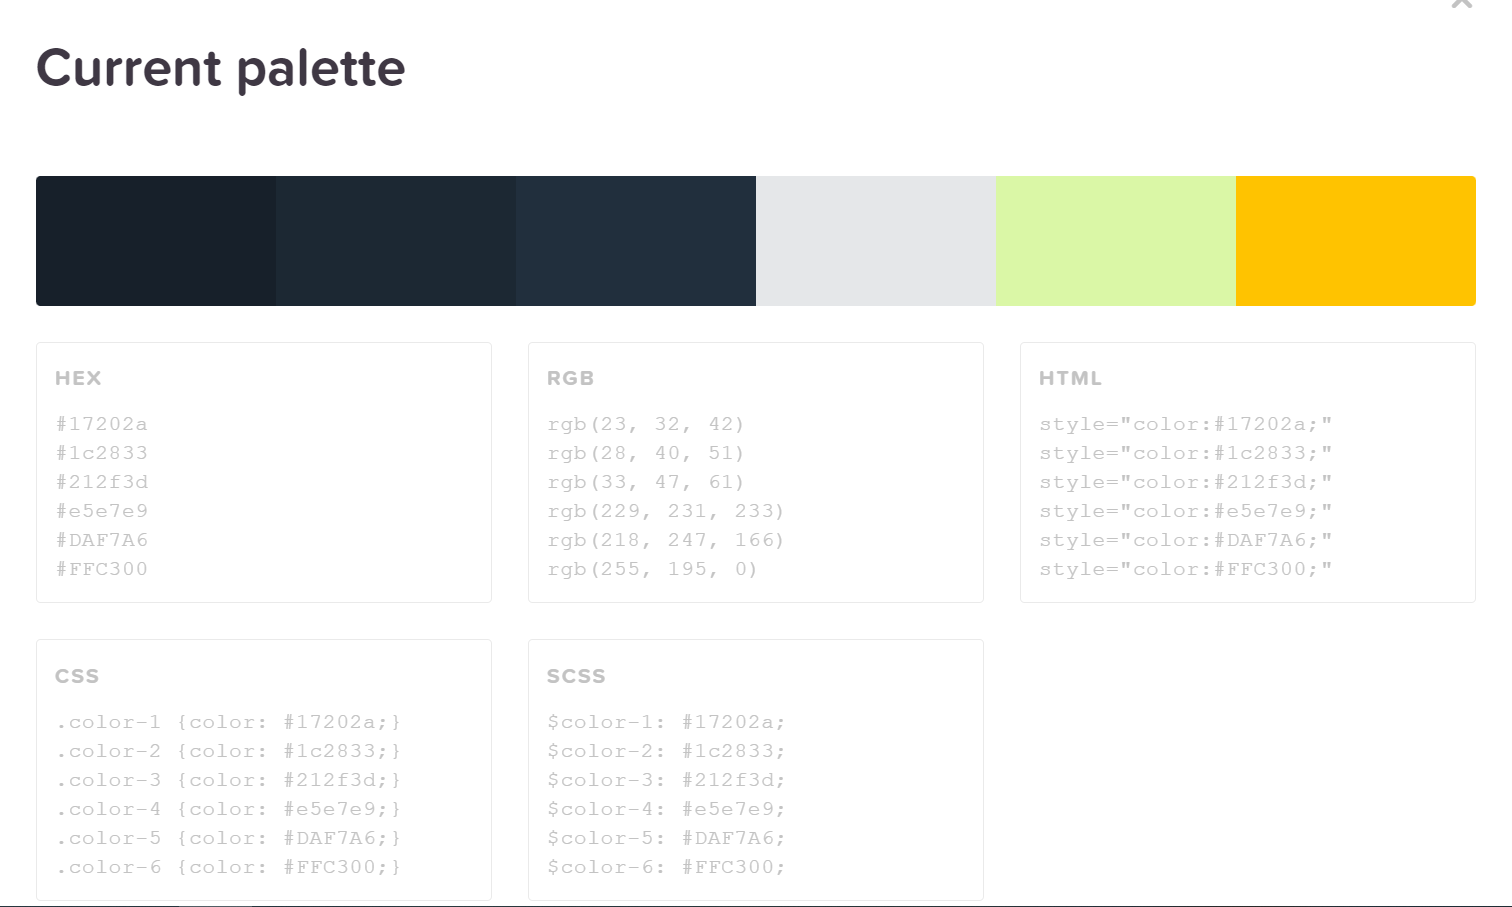 Current palette
HEX
#17202a
#1c2833
#212f3d
#e5e7e9
#DAF7A6
#FFC300
RGB
rgb(23, 32, 42)
rgb(28, 40, 51)
rgb(33, 47, 61)
rgb(229, 231, 233)
rgb(218, 247, 166)
rgb(255, 195, 0)
HTML
style="color:#17202a;"
style="color:#1c2833;"
style="color:#212f3d;"
style="color:#e5e7e9;"
style="color:#DAF7A6;"
style="color:#FFC300;"
CSS
.color-1 {color: #17202a;}
.color-2 {color: #1c2833;}
.color-3 {color: #212f3d;}
.color-4 {color: #e5e7e9;}
.color-5 {color: #DAF7A6;}
.color-6 {color: #FFC300;}
SCSS
$color-1: #17202a;
$color-2: #1c2833;
$color-3: #212f3d;
$color-4: #e5e7e9;
$color-5: #DAF7A6;
$color-6: #FFC300;